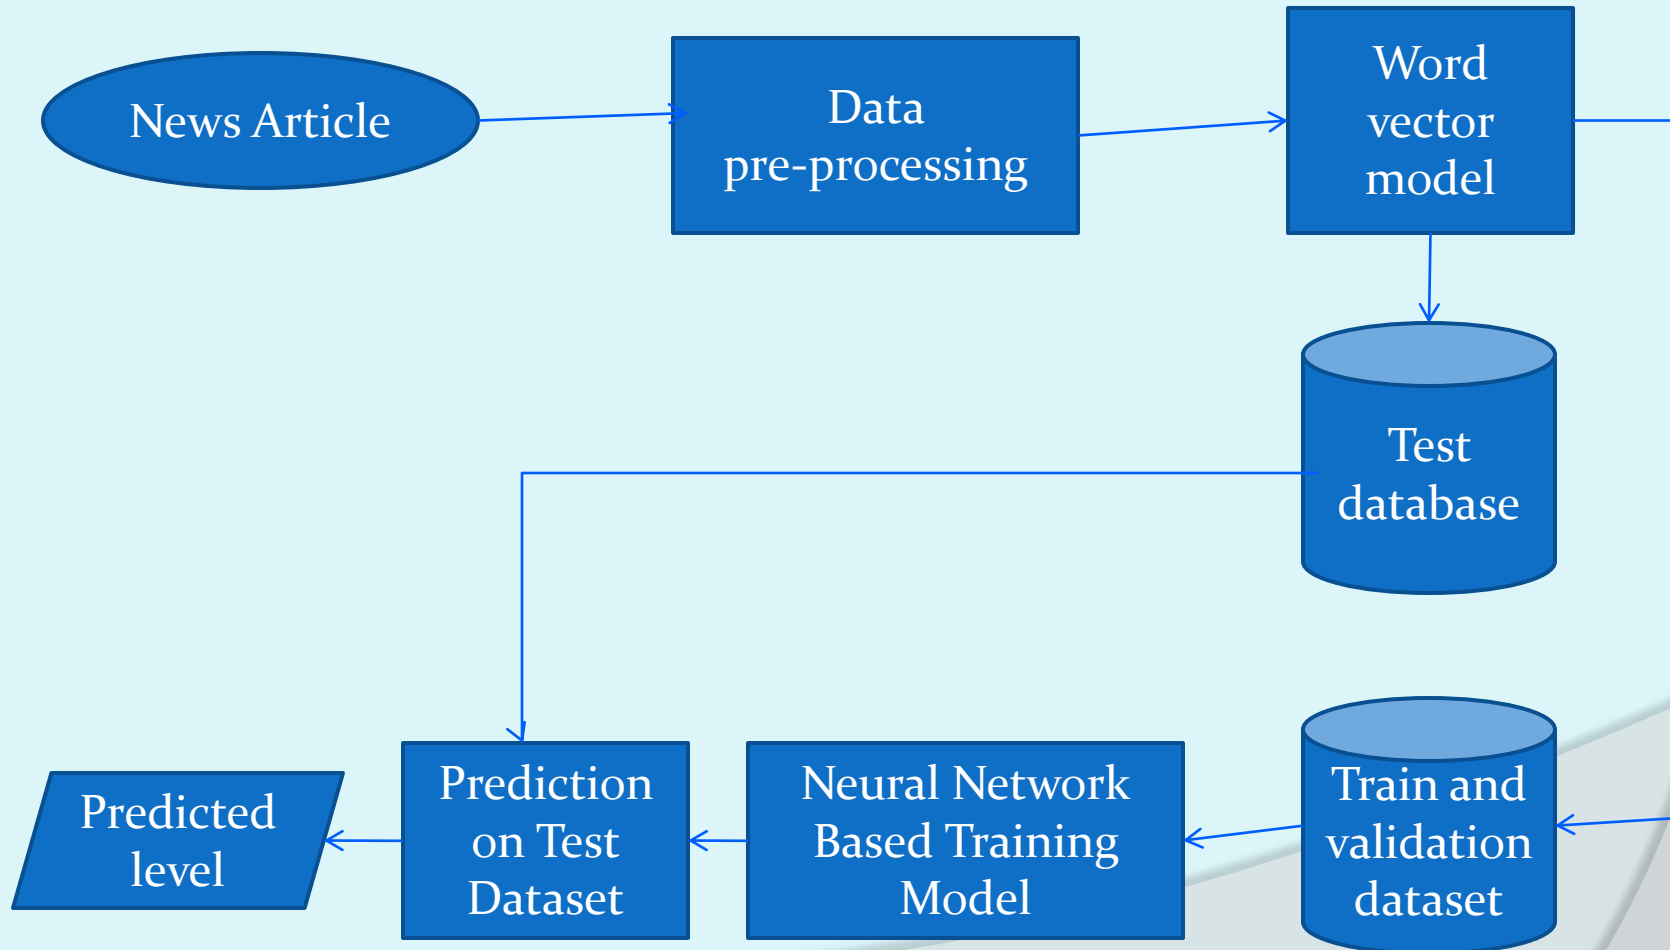 News Article
Data
pre-processing
Word
vector
model
Test
database
Predicted
level
Prediction
on Test
Dataset
Neural Network
Based Training
Model
Train and
validation
dataset